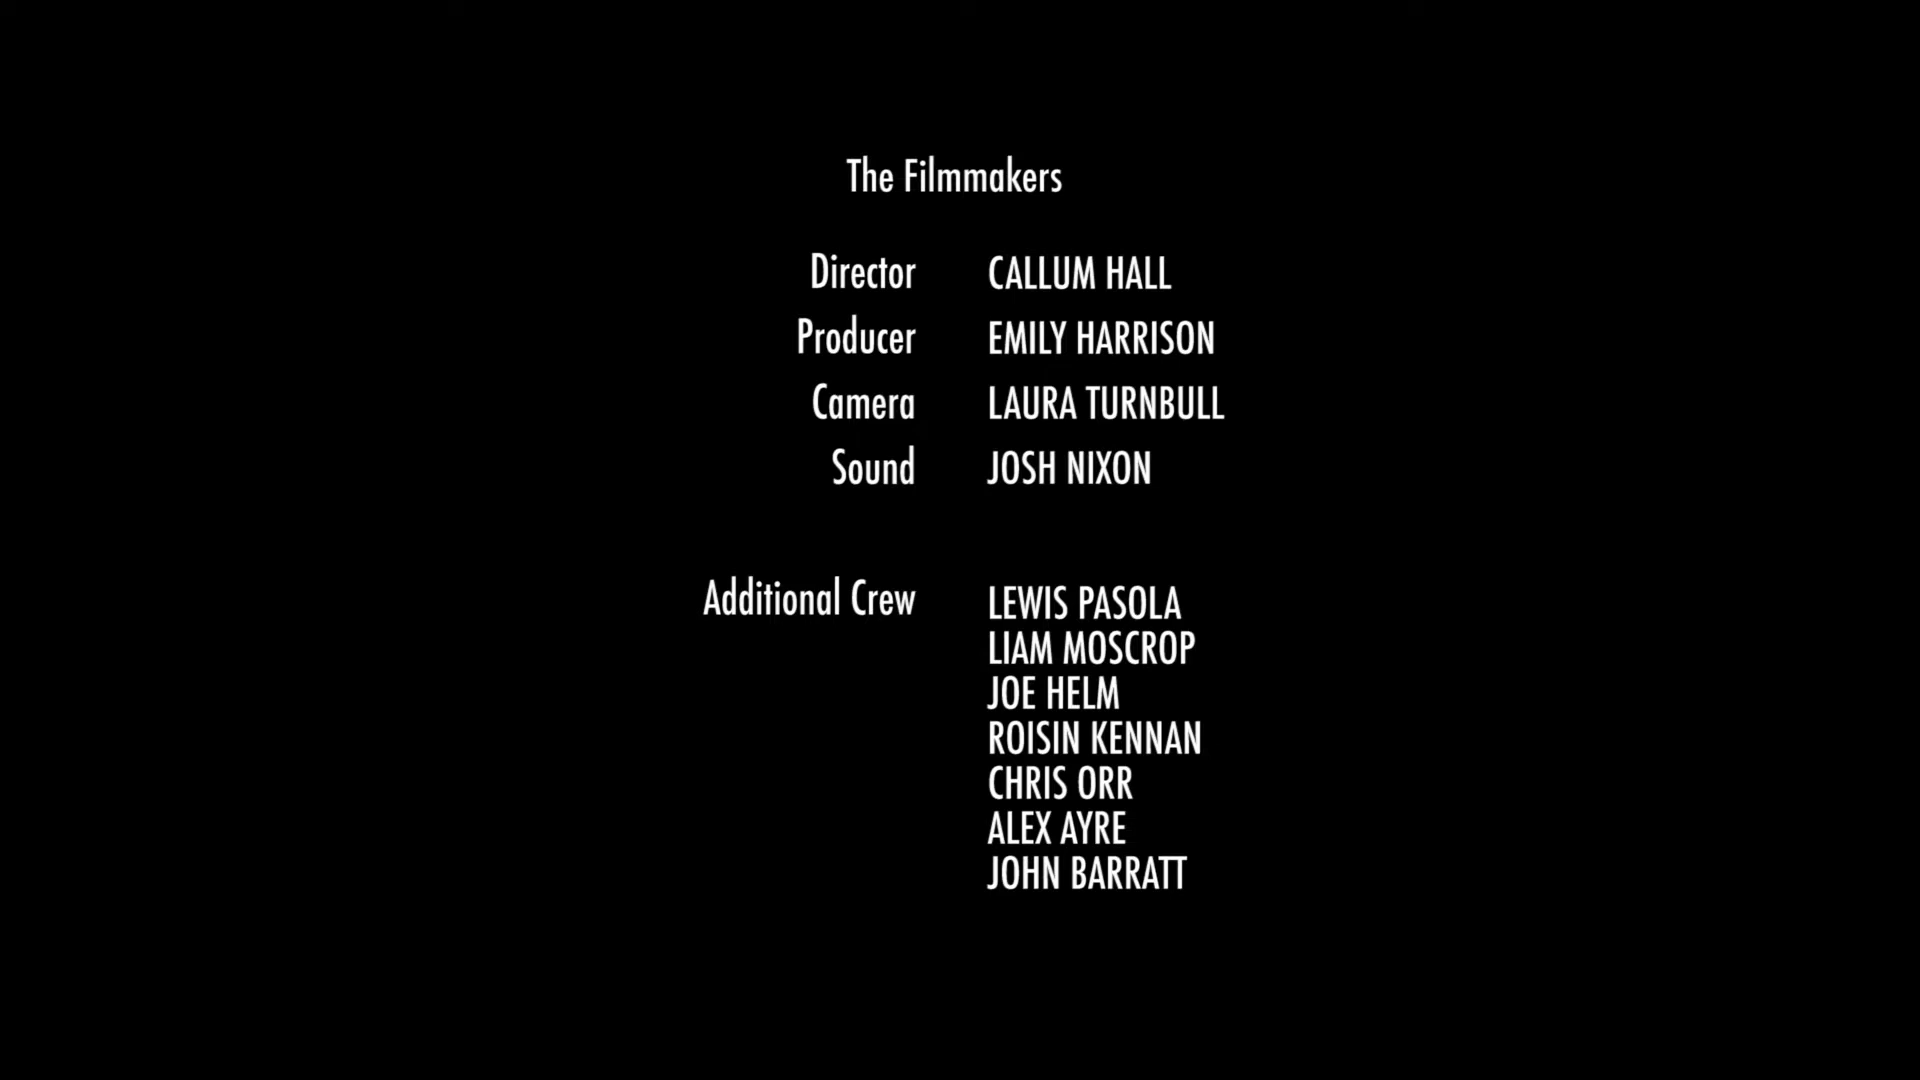 The Filmmakers
Director CALLUM HALL
Producer EMILY HARRISON
Camera LAURA TURNBULL
Sound JOSH NIXON
Additional Crew LEWIS PASOLA
LIAM MOSCROP
JOE HELM
ROISIN KENNAN
CHRIS ORR
ALEX AYRE
JOHN BARRATT